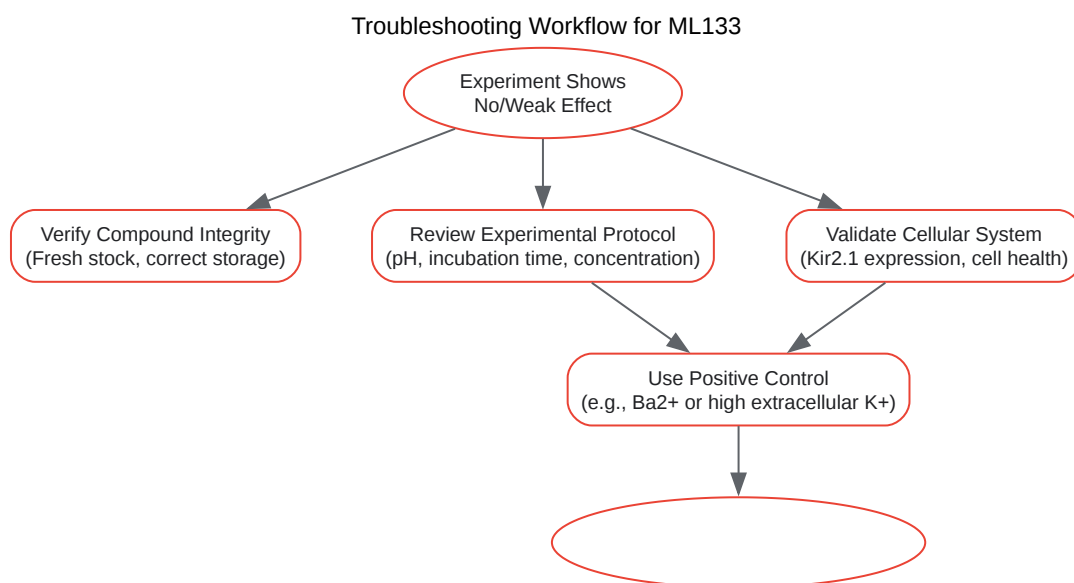 Troubleshooting Workflow for ML133
Experiment Shows
No/Weak Effect
Verify Compound Integrity
(Fresh stock, correct storage)
Review Experimental Protocol
(pH, incubation time, concentration)
Validate Cellular System
(Kir2.1 expression, cell health)
Use Positive Control
(e.g., Ba2+ or high extracellular K+)